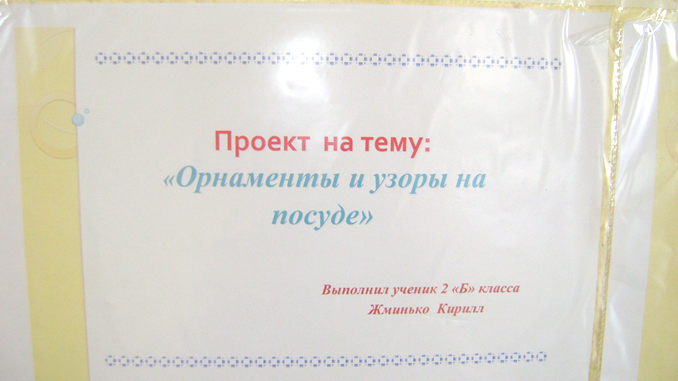 Проект на тему:
«Орнаменты и узоры на
посуде»
Выполнил ученик 2 «Б» класса
Жминько Кирилл